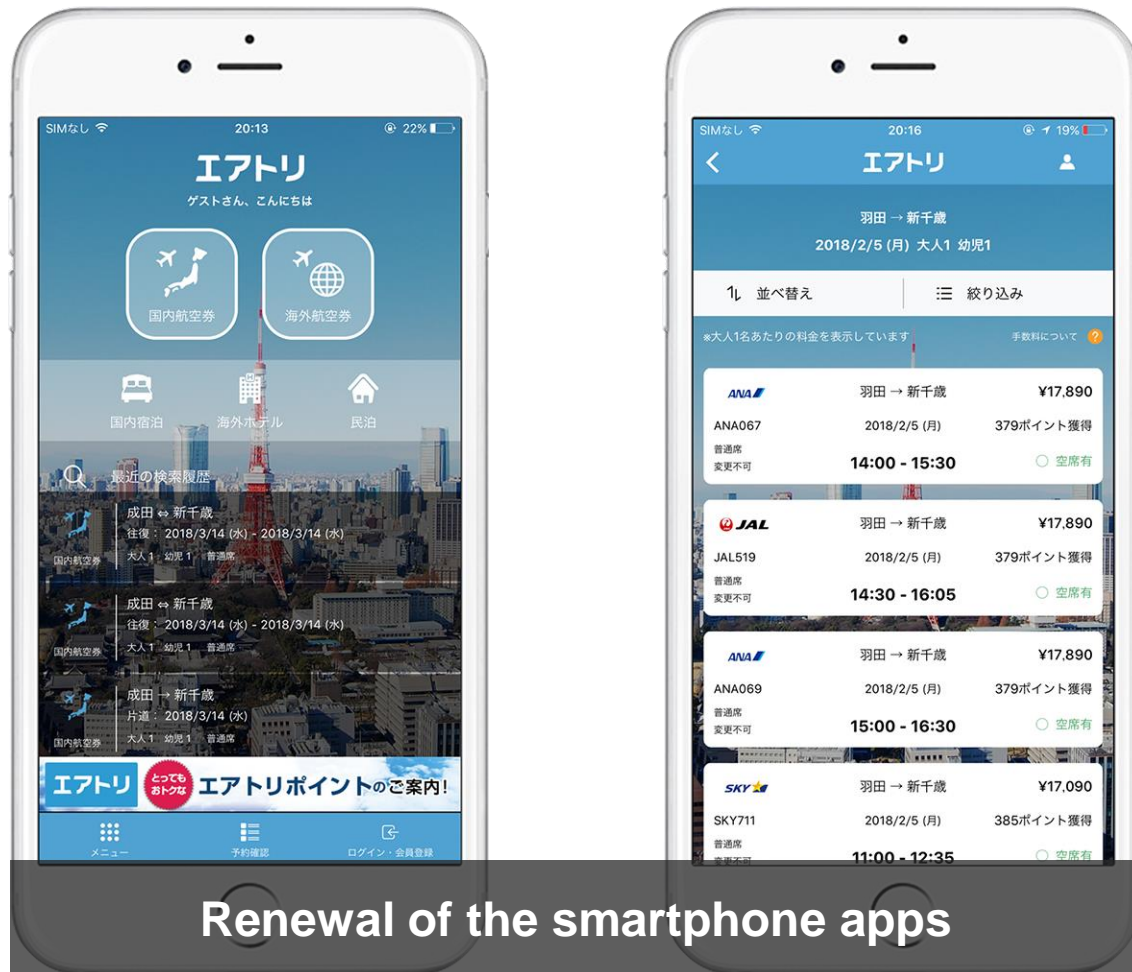 SIMなし 20:13 22%
エアトリ
ゲストさん、こんにちは
国内航空券 海外航空券
国内宿泊 海外ホテル 民泊
最近の検索履歴
成田 ⇔ 新千歳
往復： 2018/3/14 (水) - 2018/3/14 (水)
国内航空券 大人1 幼児1 普通席
成田 ⇔ 新千歳
往復： 2018/3/14 (水) - 2018/3/14 (水)
国内航空券 大人1 幼児1 普通席
成田 → 新千歳
片道： 2018/3/14 (水)
国内航空券 大人1 幼児1 普通席
エアトリ とってもおトクな エアトリポイントのご案内!
メニュー 予約確認 ログイン・会員登録
SIMなし 20:16 19%
エアトリ
羽田 → 新千歳
2018/2/5 (月) 大人1 幼児1
並べ替え 絞り込み
※大人1名あたりの料金を表示しています 手数料について ?
ANA 羽田 → 新千歳 ¥17,890
ANA067 2018/2/5 (月) 379ポイント獲得
普通席
変更不可 14:00 - 15:30 ○ 空席有
JAL 羽田 → 新千歳 ¥17,890
JAL519 2018/2/5 (月) 379ポイント獲得
普通席
変更不可 14:30 - 16:05 ○ 空席有
ANA 羽田 → 新千歳 ¥17,890
ANA069 2018/2/5 (月) 379ポイント獲得
普通席
変更不可 15:00 - 16:30 ○ 空席有
SKY 羽田 → 新千歳 ¥17,090
SKY711 2018/2/5 (月) 385ポイント獲得
普通席
変更不可 11:00 - 12:35 ○ 空席有
Renewal of the smartphone apps